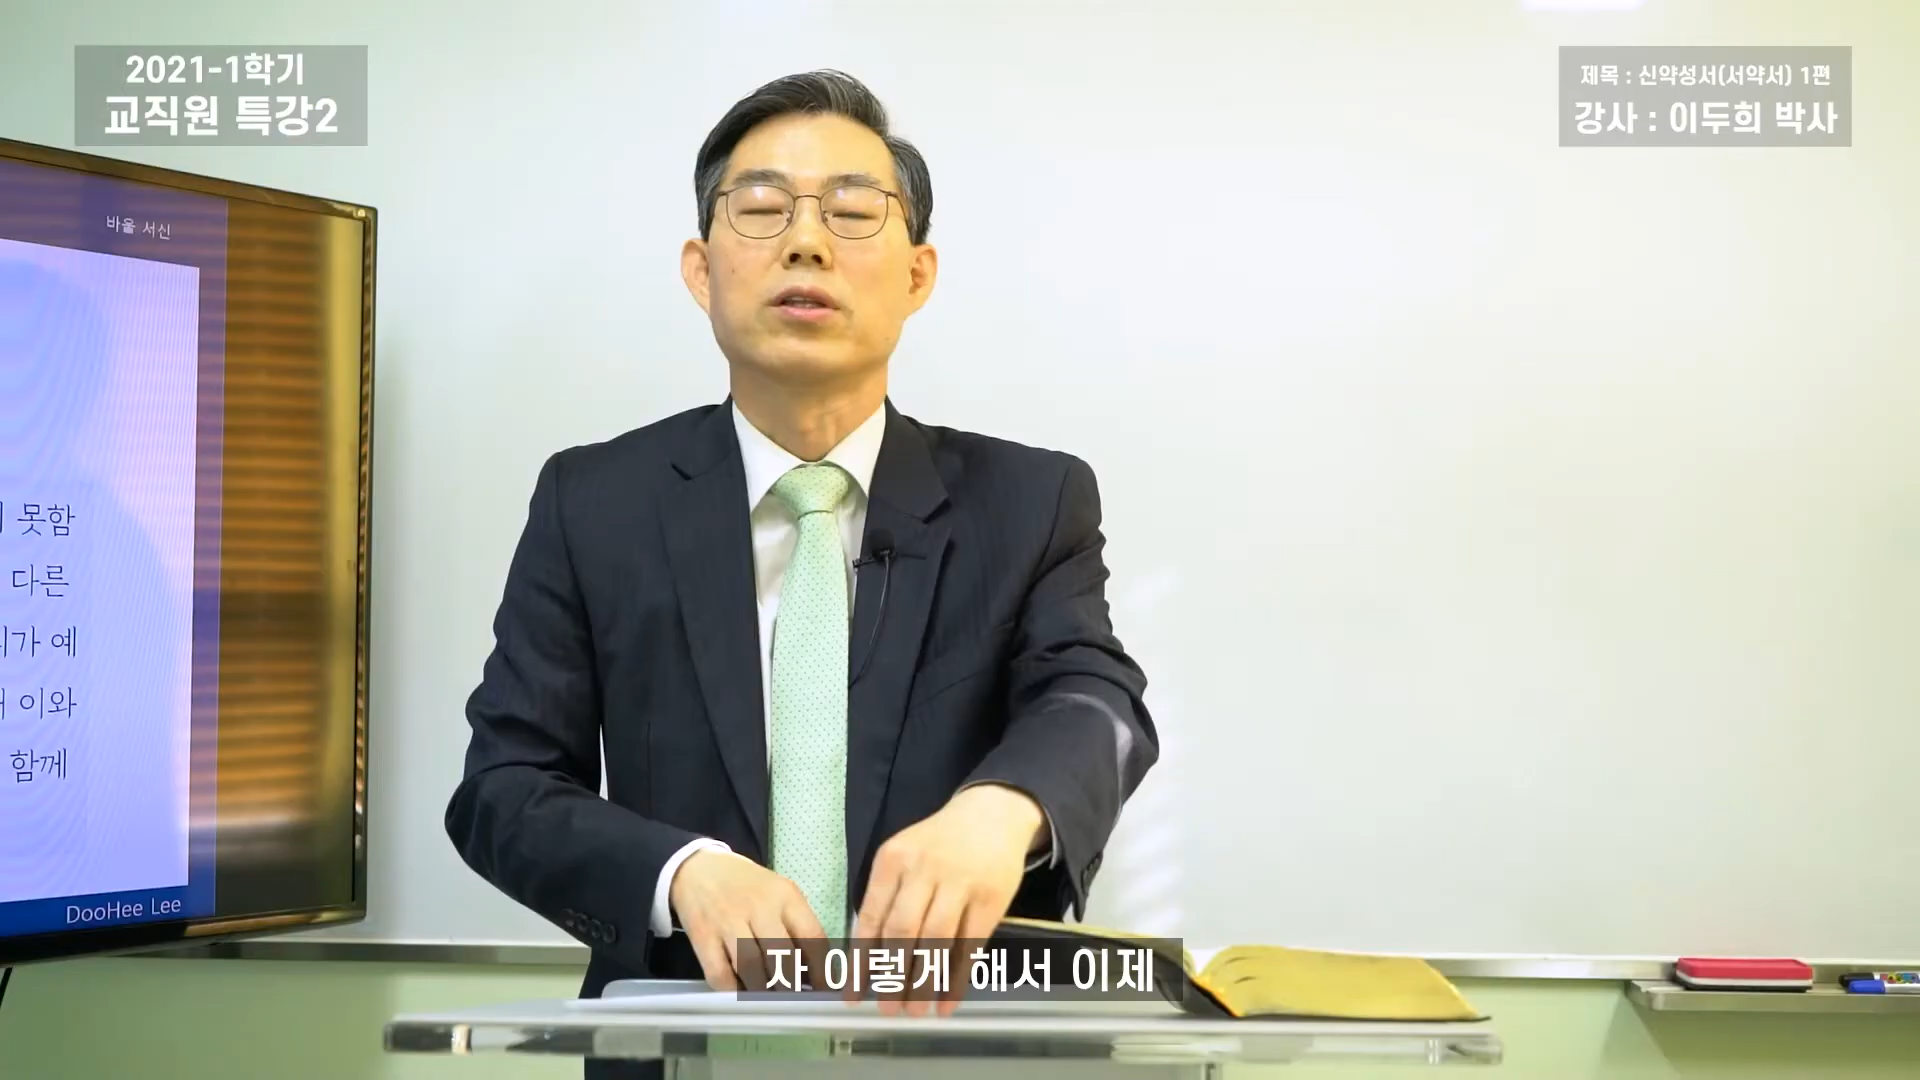 2021-1학기
교직원 특강2
제목 : 신약성서(서약서) 1편
강사 : 이두희 박사
바울 서신
못함
다른
예
이와
함께
DooHee Lee
자 이렇게 해서 이제